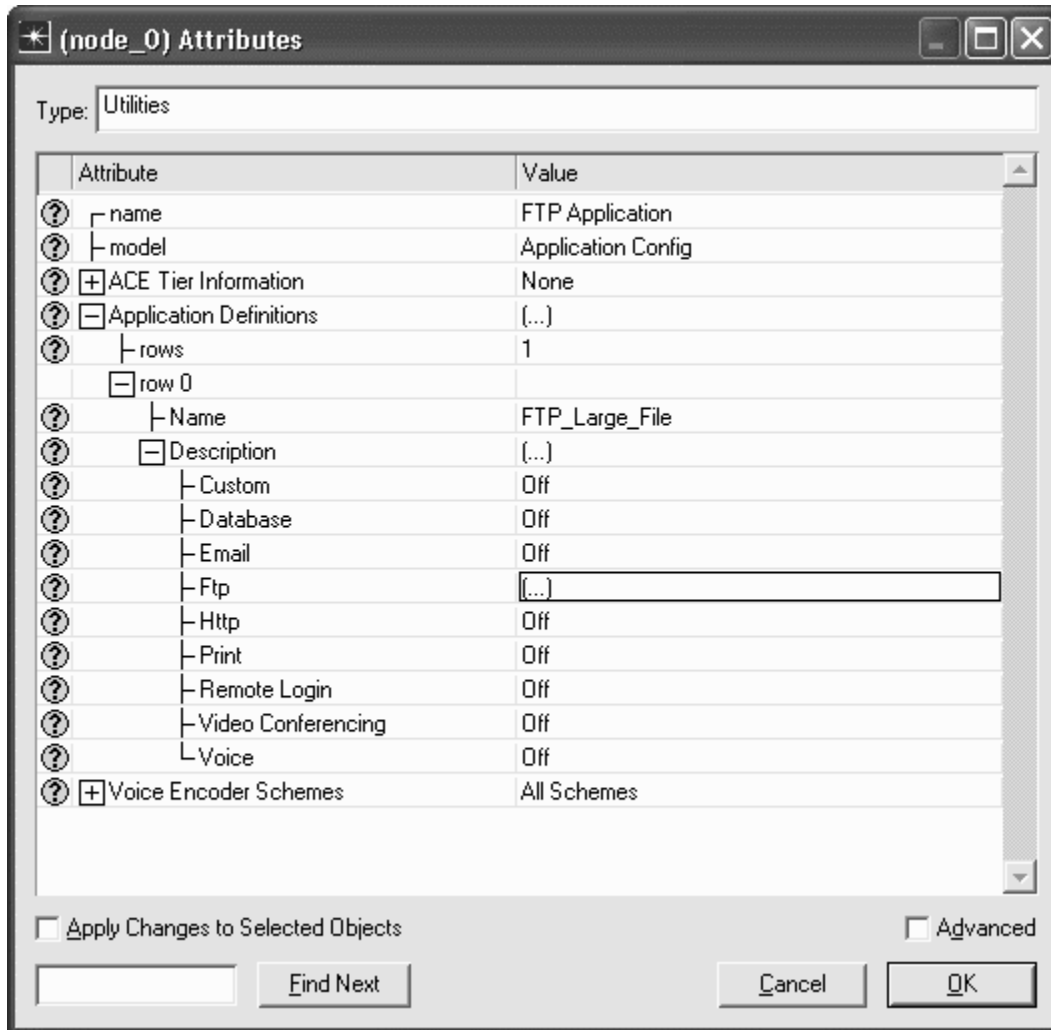 (node_0) Attributes
Type: Utilities
Attribute Value
name FTP Application
model Application Config
ACE Tier Information None
Application Definitions (...)
rows 1
row 0
Name FTP_Large_File
Description (...)
Custom Off
Database Off
Email Off
Ftp (...)
Http Off
Print Off
Remote Login Off
Video Conferencing Off
Voice Off
Voice Encoder Schemes All Schemes
Apply Changes to Selected Objects Advanced
Find Next Cancel OK